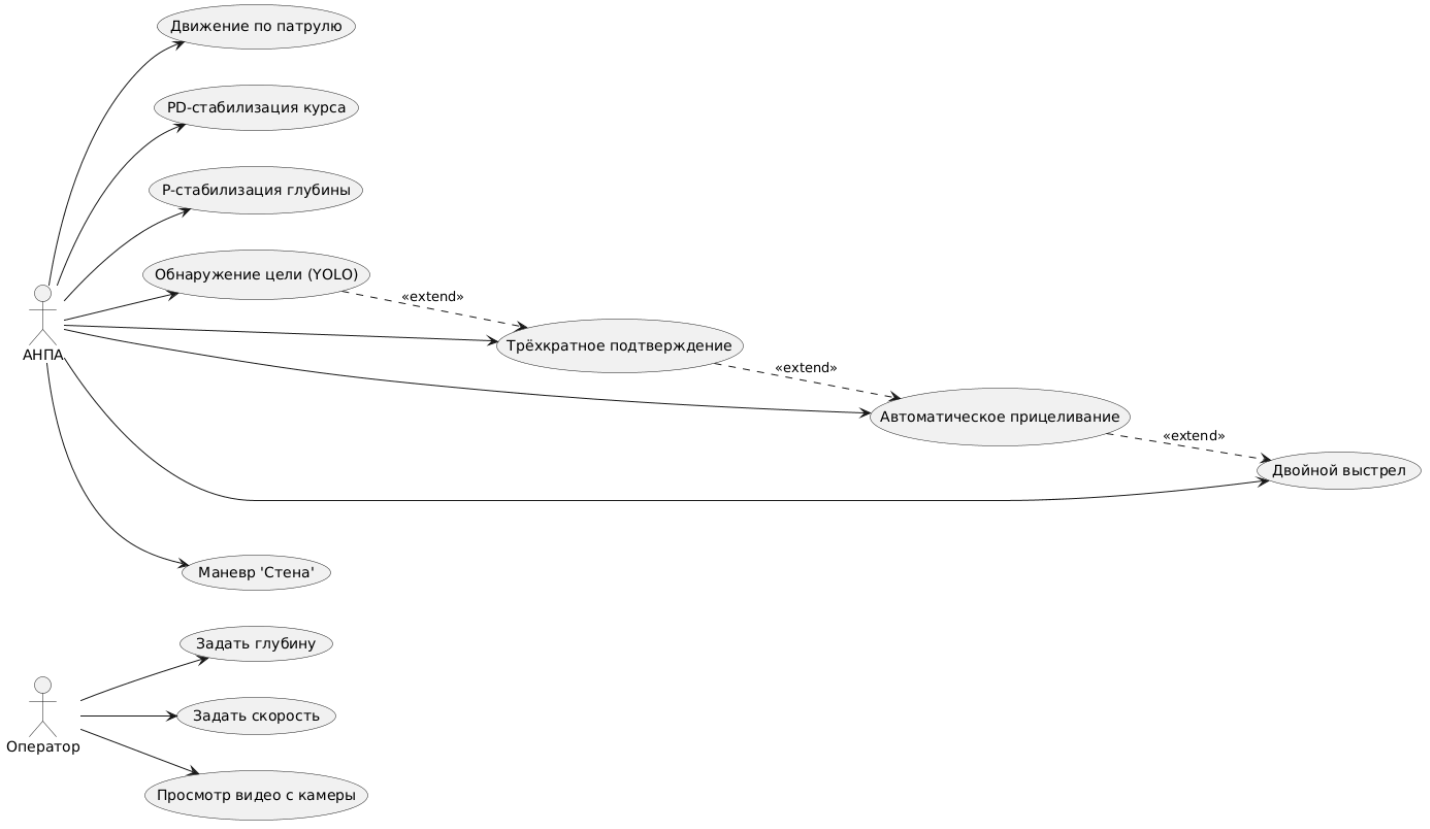 Движение по патрулю
PD-стабилизация курса
P-стабилизация глубины
Обнаружение цели (YOLO)
«extend»
АНПА
Трёхкратное подтверждение
«extend»
Автоматическое прицеливание
«extend»
Двойной выстрел
Маневр 'Стена'
Задать глубину
Оператор
Задать скорость
Просмотр видео с камеры